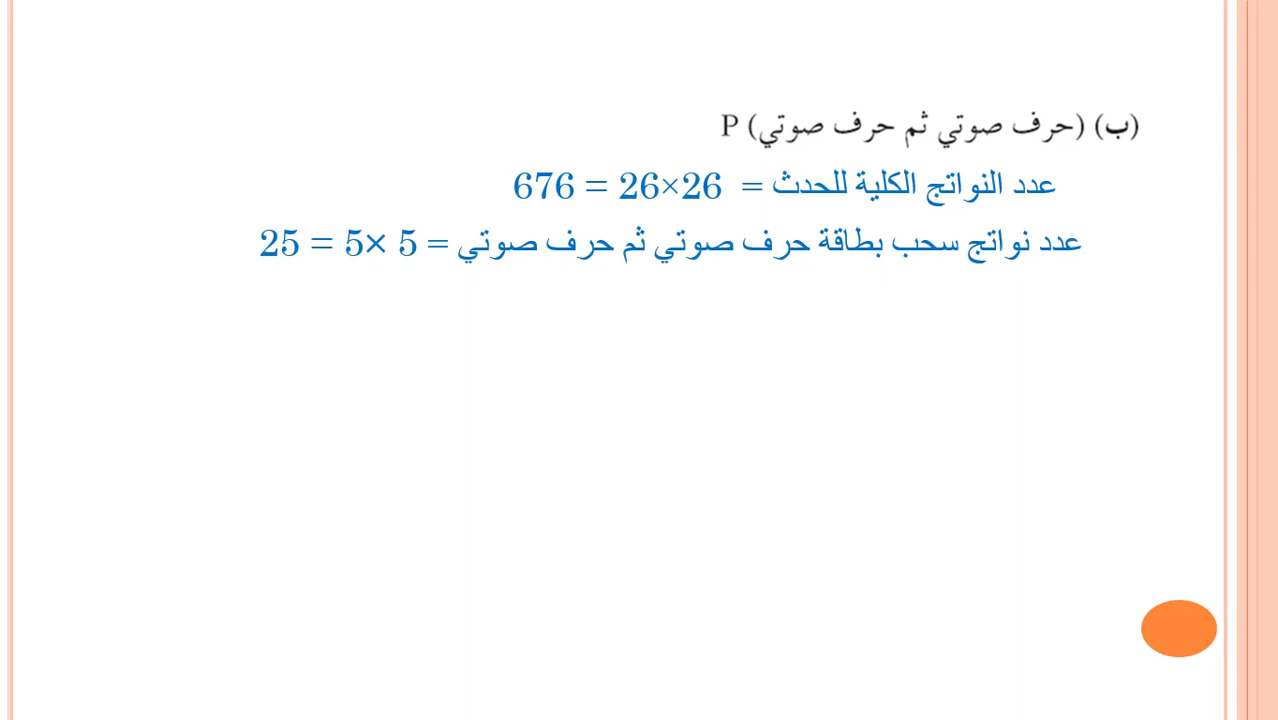 (ب) P (حرف صوتي ثم حرف صوتي)
عدد النواتج الكلية للحدث = 26×26 = 676
عدد نواتج سحب بطاقة حرف صوتي ثم حرف صوتي = 5 ×5 = 25